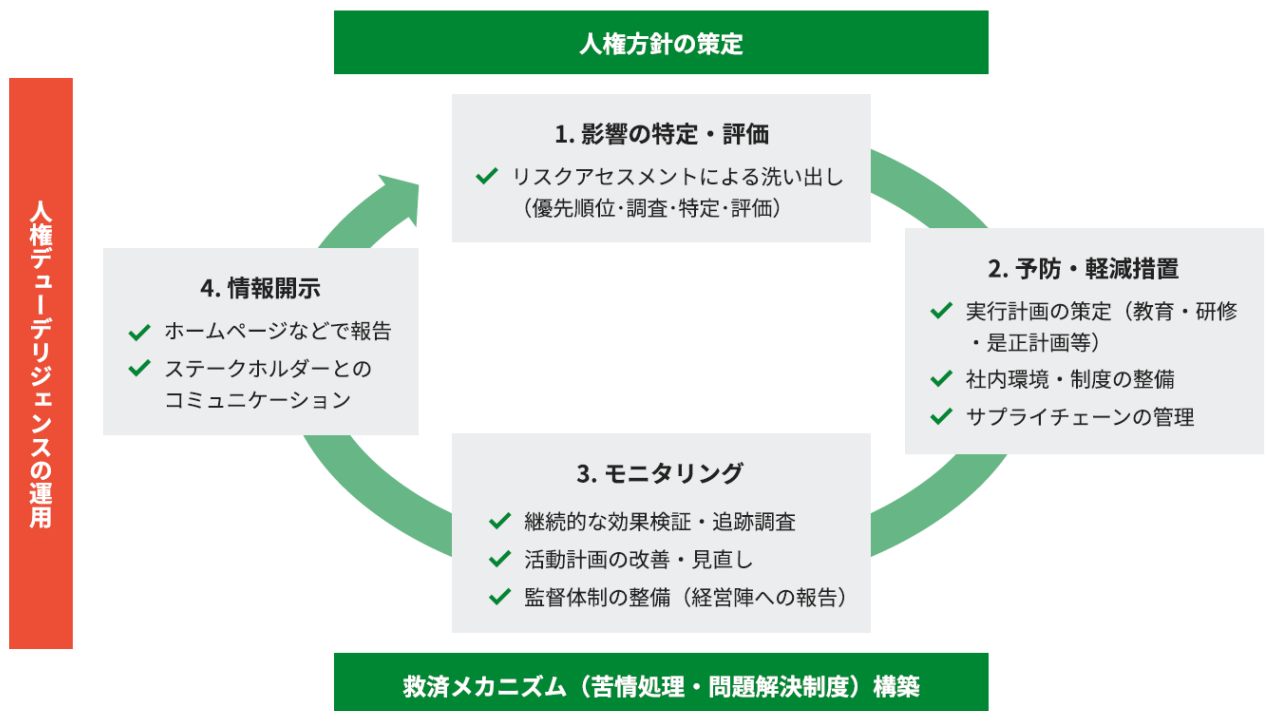 人権方針の策定
人権デューデリジェンスの運用
1. 影響の特定・評価
リスクアセスメントによる洗い出し
（優先順位・調査・特定・評価）
2. 予防・軽減措置
実行計画の策定（教育・研修
・是正計画等）
社内環境・制度の整備
サプライチェーンの管理
3. モニタリング
継続的な効果検証・追跡調査
活動計画の改善・見直し
監督体制の整備（経営陣への報告）
4. 情報開示
ホームページなどで報告
ステークホルダーとの
コミュニケーション
救済メカニズム（苦情処理・問題解決制度）構築